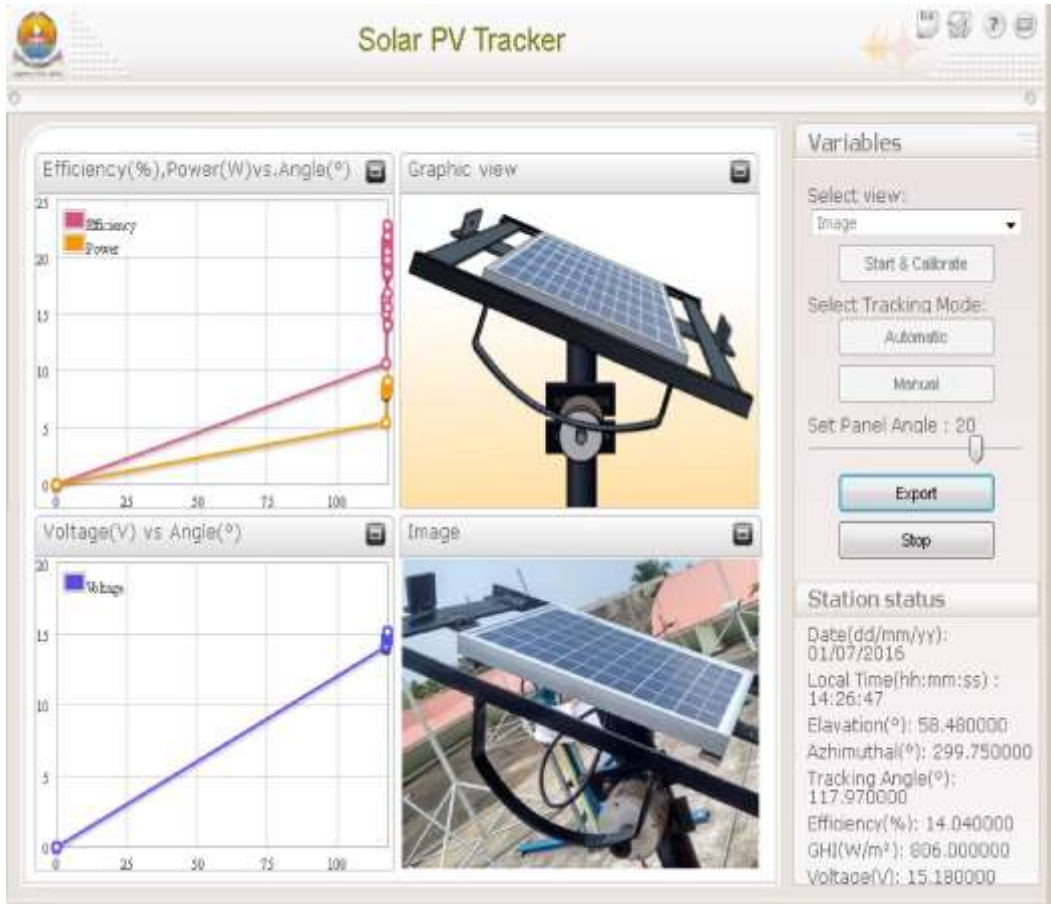 Solar PV Tracker
Efficiency(%),Power(W)vs.Angle(°)
25
Efficiency
Power
20
15
10
5
0
0 25 50 75 100
Graphic view
Voltage(V) vs Angle(°)
20
Voltage
15
10
5
0
0 25 50 75 100
Image
Variables
Select view:
Image
Start & Calibrate
Select Tracking Mode:
Automatic
Manual
Set Panel Angle : 20
Export
Stop
Station status
Date(dd/mm/yy):
01/07/2016
Local Time(hh:mm:ss) :
14:26:47
Elavation(°): 58.480000
Azhimuthal(°): 299.750000
Tracking Angle(°):
117.970000
Efficiency(%): 14.040000
GHI(W/m²): 806.000000
Voltage(V): 15.180000